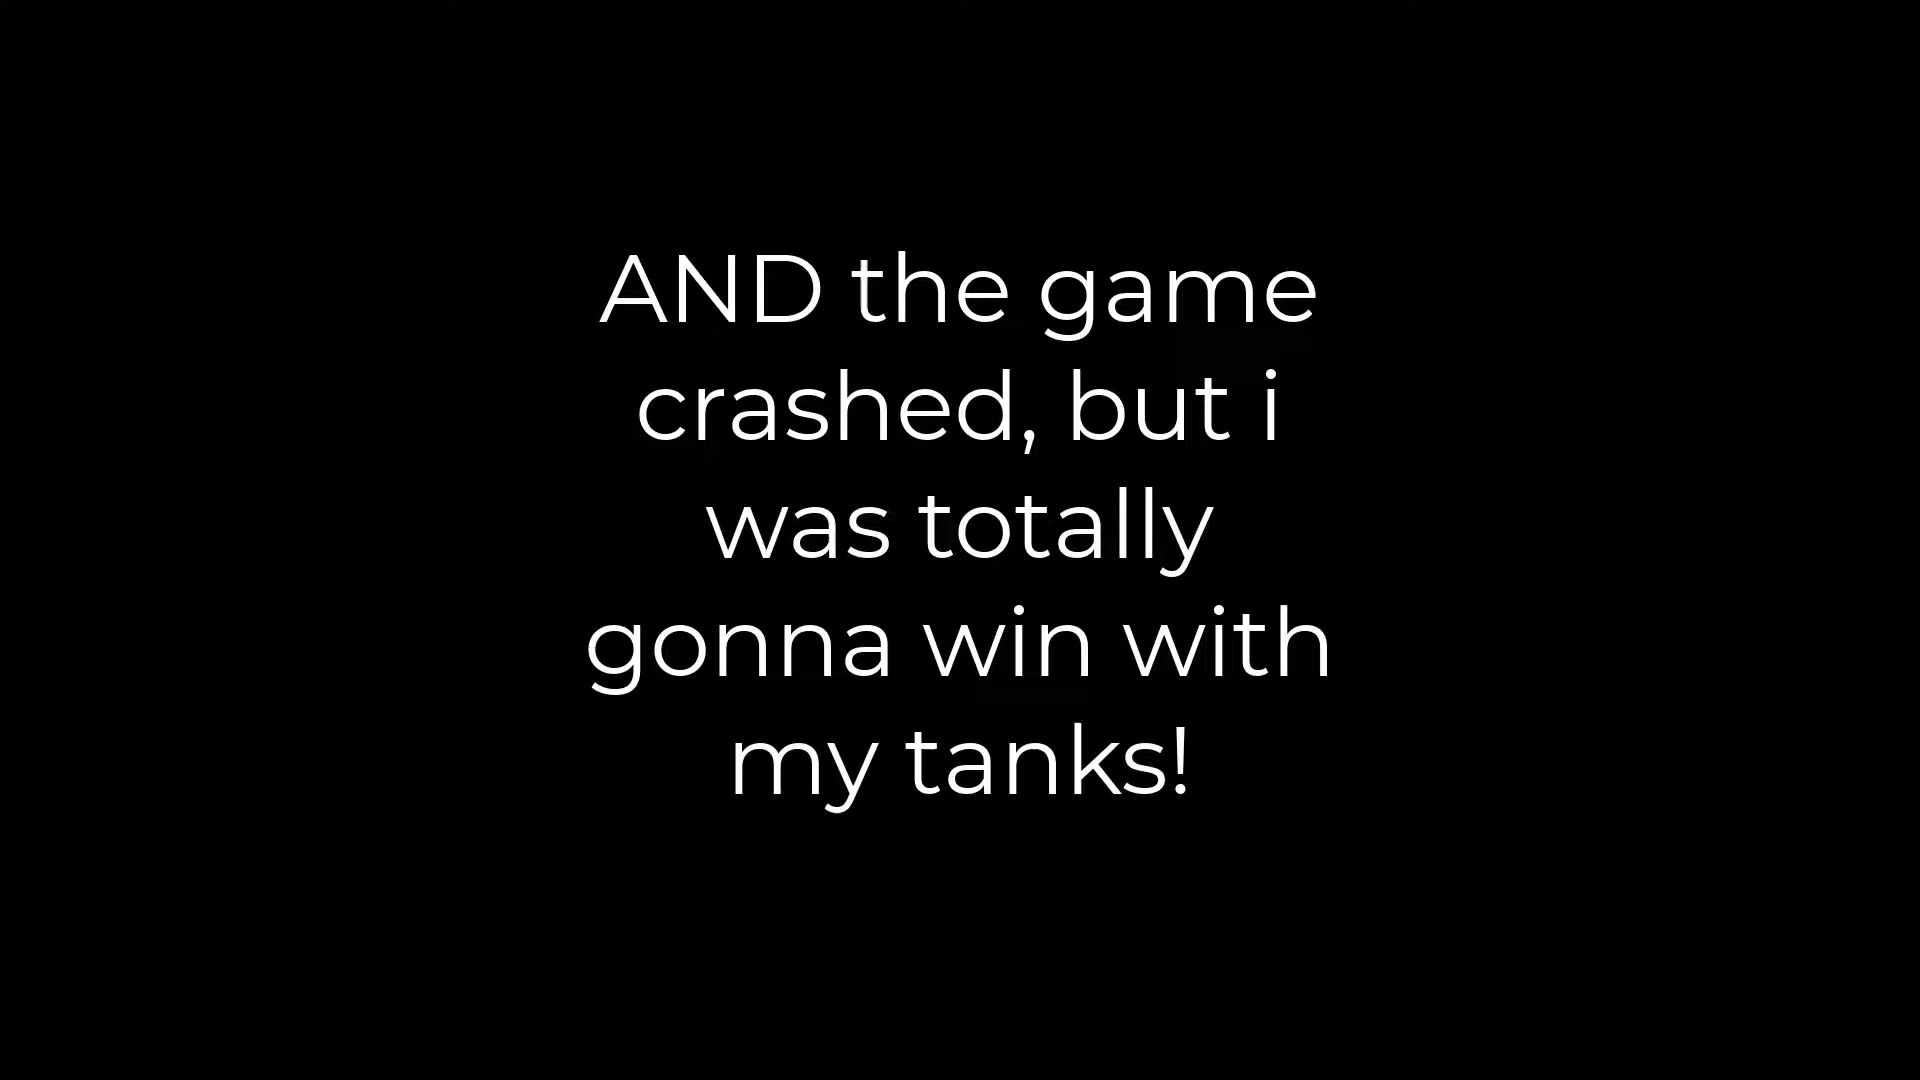 AND the game
crashed, but i
was totally
gonna win with
my tanks!